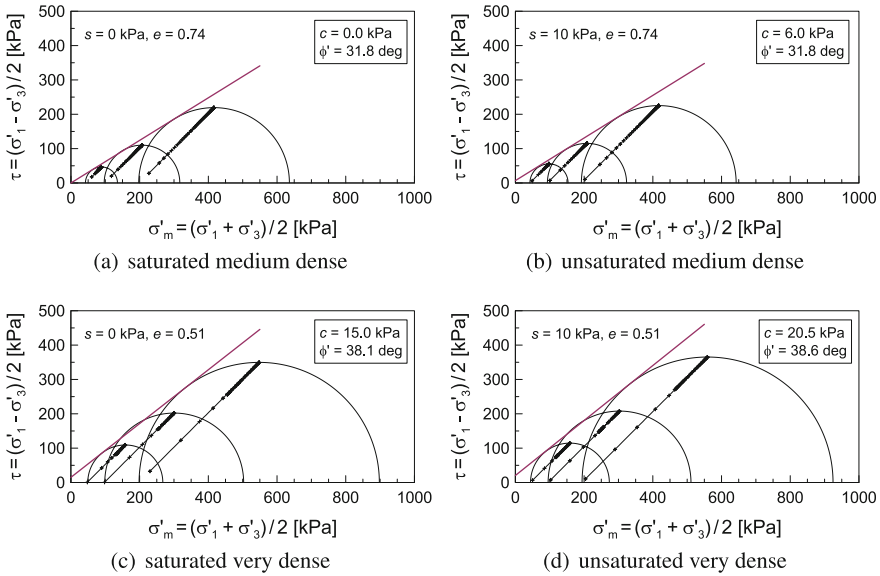 500
400
300
200
100
0
τ = (σ'₁ - σ'₃) / 2 [kPa]
s = 0 kPa, e = 0.74
c = 0.0 kPa
ϕ' = 31.8 deg
0 200 400 600 800 1000
σ'ₘ = (σ'₁ + σ'₃) / 2 [kPa]
(a) saturated medium dense
500
400
300
200
100
0
τ = (σ'₁ - σ'₃) / 2 [kPa]
s = 10 kPa, e = 0.74
c = 6.0 kPa
ϕ' = 31.8 deg
0 200 400 600 800 1000
σ'ₘ = (σ'₁ + σ'₃) / 2 [kPa]
(b) unsaturated medium dense
500
400
300
200
100
0
τ = (σ'₁ - σ'₃) / 2 [kPa]
s = 0 kPa, e = 0.51
c = 15.0 kPa
ϕ' = 38.1 deg
0 200 400 600 800 1000
σ'ₘ = (σ'₁ + σ'₃) / 2 [kPa]
(c) saturated very dense
500
400
300
200
100
0
τ = (σ'₁ - σ'₃) / 2 [kPa]
s = 10 kPa, e = 0.51
c = 20.5 kPa
ϕ' = 38.6 deg
0 200 400 600 800 1000
σ'ₘ = (σ'₁ + σ'₃) / 2 [kPa]
(d) unsaturated very dense